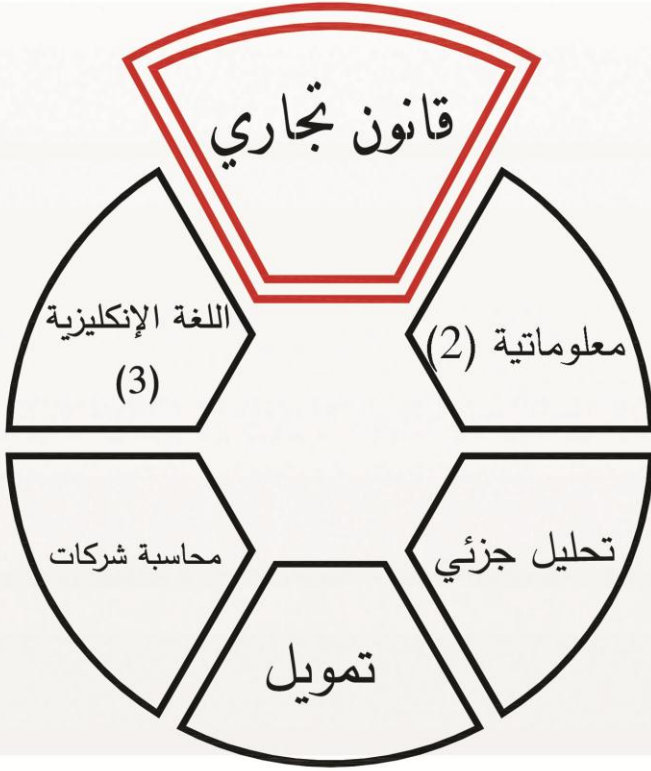 قانون تجاري
معلوماتية (2)
اللغة الإنكليزية
(3)
تحليل جزئي
محاسبة شركات
تمويل